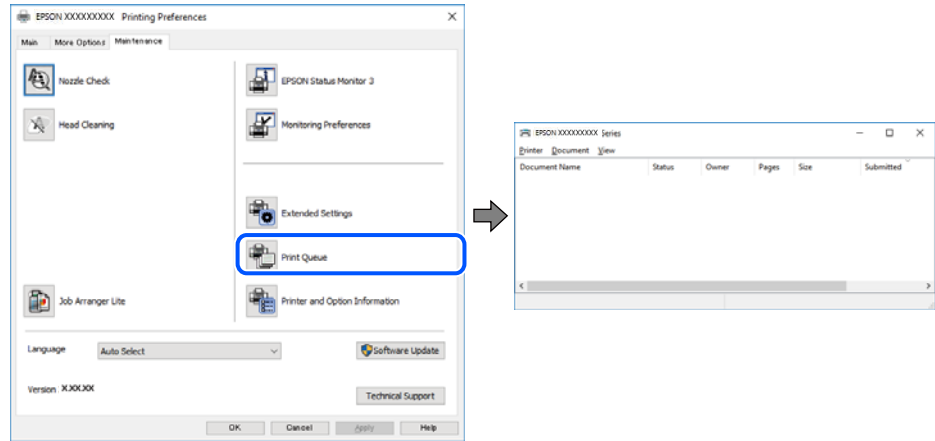 EPSON XXXXXXXXX Printing Preferences
Main More Options Maintenance
Nozzle Check
EPSON Status Monitor 3
Head Cleaning
Monitoring Preferences
Extended Settings
Print Queue
Job Arranger Lite
Printer and Option Information
Language Auto Select Software Update
Version X.XX.XX
Technical Support
OK Cancel Apply Help
EPSON XXXXXXXXX Series
Printer Document View
Document Name Status Owner Pages Size Submitted